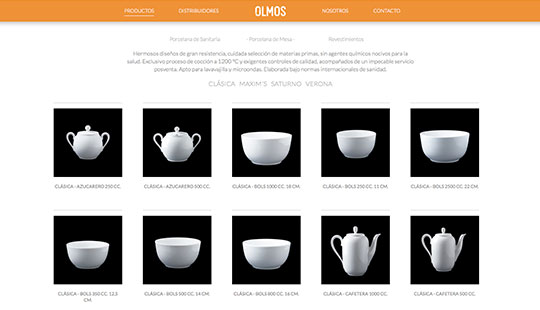 PRODUCTOS DISTRIBUIDORES OLMOS NOSOTROS CONTACTO
Porcelana de Sanitaria - Porcelana de Mesa - Revestimientos
Hermosos diseños de gran resistencia, cuidada selección de materias primas, sin agentes químicos nocivos para la
salud. Exclusivo proceso de cocción a 1200 ºC y exigentes controles de calidad, acompañados de un impecable servicio
posventa. Apto para lavavajilla y microondas. Elaborada bajo normas internacionales de sanidad.
CLÁSICA MAXIM'S SATURNO VERONA
CLÁSICA - AZUCARERO 250 CC.
CLÁSICA - AZUCARERO 500 CC.
CLÁSICA - BOLS 1000 CC. 18 CM.
CLÁSICA - BOLS 250 CC. 11 CM.
CLÁSICA - BOLS 2500 CC. 22 CM.
CLÁSICA - BOLS 350 CC. 12,5
CM.
CLÁSICA - BOLS 500 CC. 14 CM.
CLÁSICA - BOLS 800 CC. 16 CM.
CLÁSICA - CAFETERA 1000 CC.
CLÁSICA - CAFETERA 500 CC.